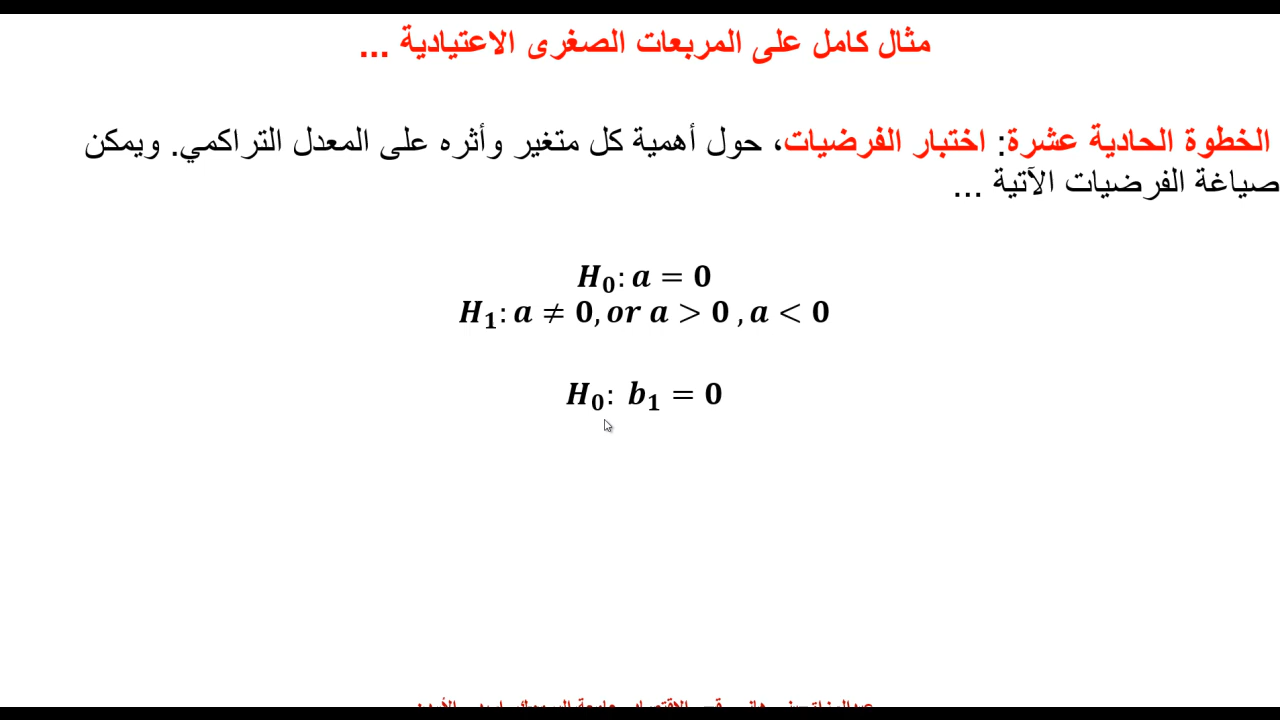 مثال كامل على المربعات الصغرى الاعتيادية ...
الخطوة الحادية عشرة: اختبار الفرضيات، حول أهمية كل متغير وأثره على المعدل التراكمي. ويمكن
صياغة الفرضيات الآتية ...
H₀: a = 0
H₁: a ≠ 0, or a > 0 , a < 0
H₀: b₁ = 0